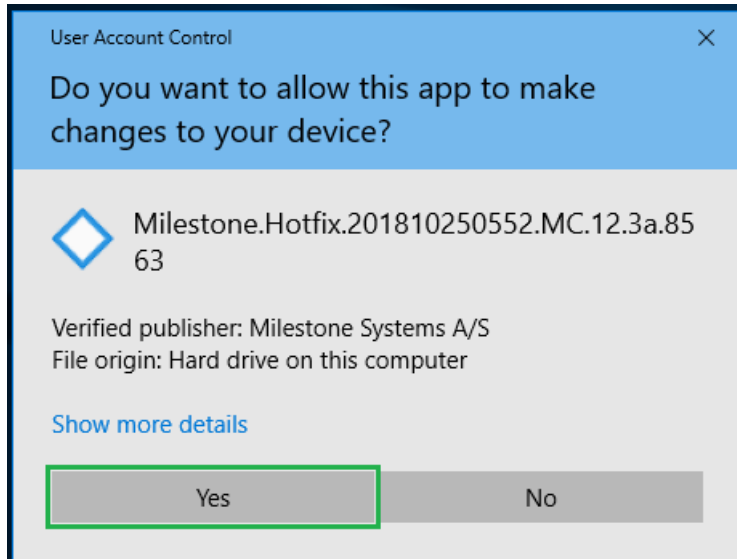 User Account Control
Do you want to allow this app to make
changes to your device?
Milestone.Hotfix.201810250552.MC.12.3a.85
63
Verified publisher: Milestone Systems A/S
File origin: Hard drive on this computer
Show more details
Yes
No